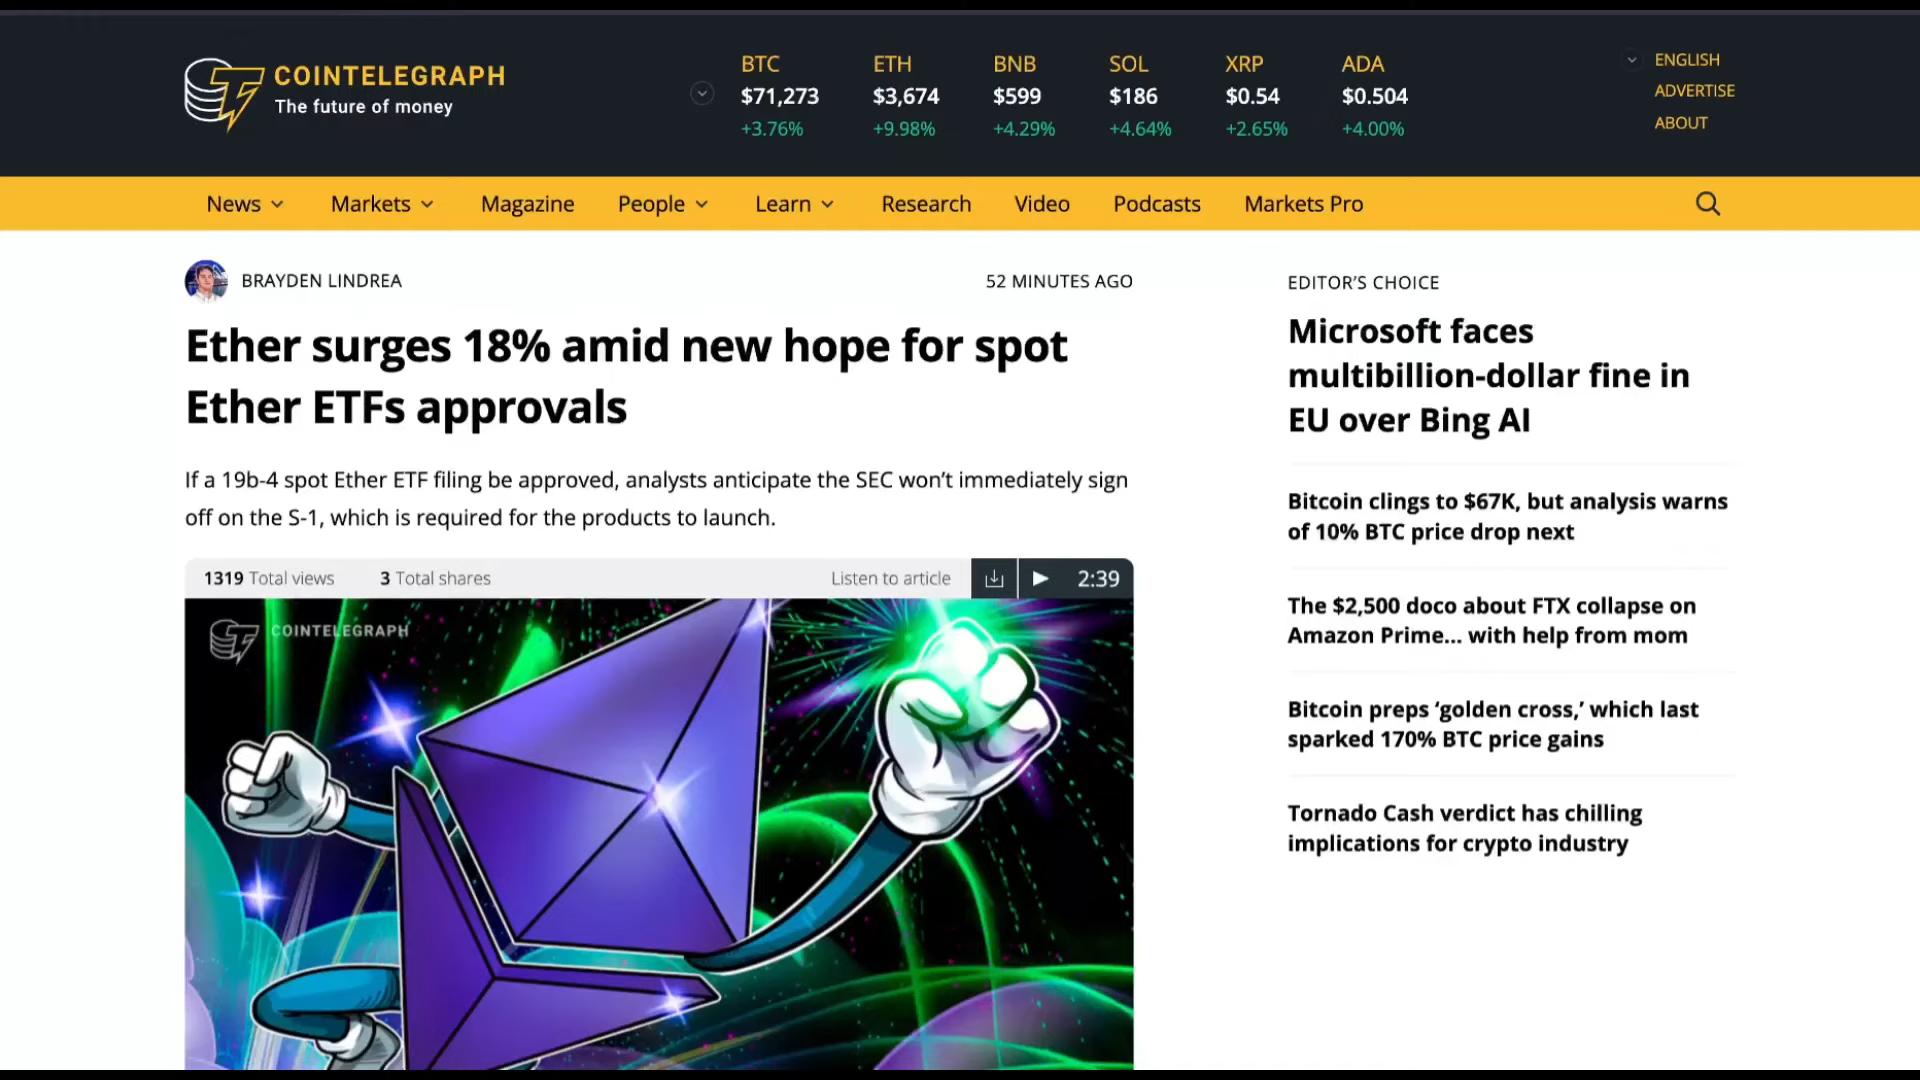 COINTELEGRAPH
The future of money
BTC
$71,273
+3.76%
ETH
$3,674
+9.98%
BNB
$599
+4.29%
SOL
$186
+4.64%
XRP
$0.54
+2.65%
ADA
$0.504
+4.00%
ENGLISH
ADVERTISE
ABOUT
News
Markets
Magazine
People
Learn
Research
Video
Podcasts
Markets Pro
BRAYDEN LINDREA
52 MINUTES AGO
Ether surges 18% amid new hope for spot
Ether ETFs approvals
If a 19b-4 spot Ether ETF filing be approved, analysts anticipate the SEC won’t immediately sign
off on the S-1, which is required for the products to launch.
1319 Total views
3 Total shares
Listen to article
2:39
COINTELEGRAPH
EDITOR’S CHOICE
Microsoft faces
multibillion-dollar fine in
EU over Bing AI
Bitcoin clings to $67K, but analysis warns
of 10% BTC price drop next
The $2,500 doco about FTX collapse on
Amazon Prime... with help from mom
Bitcoin preps ‘golden cross,’ which last
sparked 170% BTC price gains
Tornado Cash verdict has chilling
implications for crypto industry